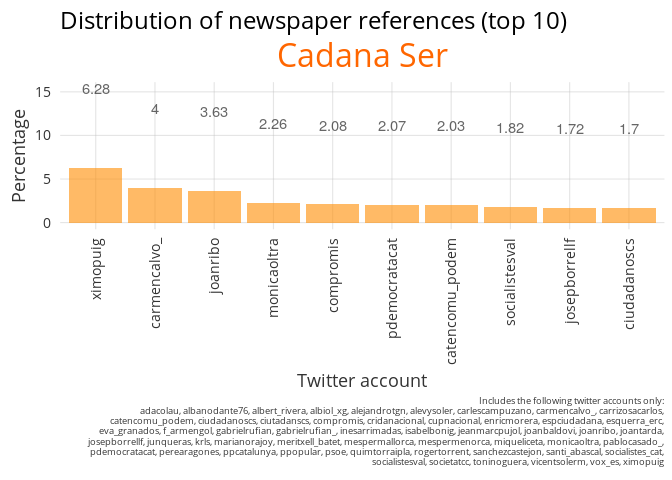 Distribution of newspaper references (top 10)
Cadana Ser
Percentage
15
10
5
0
6.28
4
3.63
2.26
2.08
2.07
2.03
1.82
1.72
1.7
ximopuig
carmencalvo_
joanribo
monicaoltra
compromis
pdemocratacat
catencomu_podem
socialistesval
josepborrellf
ciudadanoscs
Twitter account
Includes the following twitter accounts only:
adacolau, albanodante76, albert_rivera, albiol_xg, alejandrotgn, alevysoler, carlescampuzano, carmencalvo_, carrizosacarlos,
catencomu_podem, ciudadanoscs, ciutadanscs, compromis, cridanacional, cupnacional, enricmorera, espciudadana, esquerra_erc,
eva_granados, f_armengol, gabrielrufian, gabrielrufian_, inesarrimadas, isabelbonig, jeanmarcpujol, joanbaldovi, joanribo, joantarda,
josepborrellf, junqueras, krls, marianorajoy, meritxell_batet, mespermallorca, mespermenorca, miqueliceta, monicaoltra, pablocasado_,
pdemocratacat, perearagones, ppcatalunya, ppopular, psoe, quimtorraipla, rogertorrent, sanchezcastejon, santi_abascal, socialistes_cat,
socialistesval, societatcc, toninoguera, vicentsolerm, vox_es, ximopuig